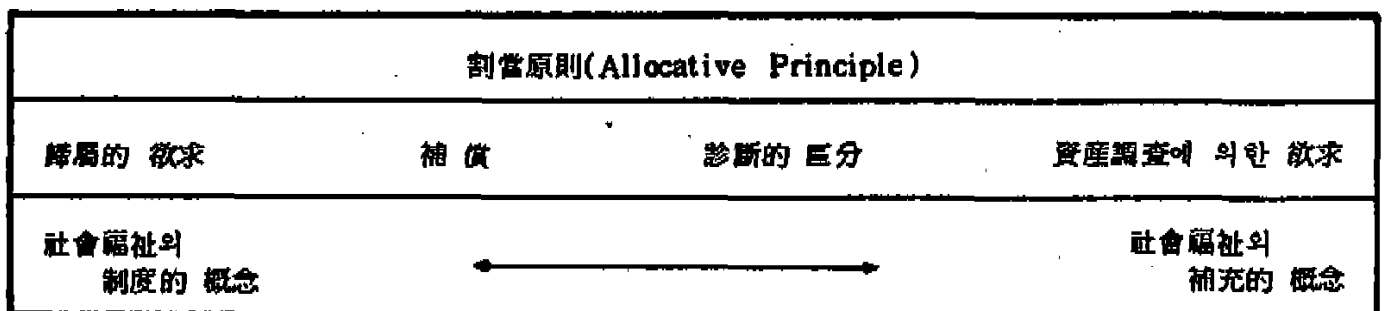 割當原則(Allocative Principle)
歸屬的 欲求 補 償 診斷的 區分 資産調査에 의한 欲求
社會福祉의 社會福祉의
制度的 槪念 補充的 槪念